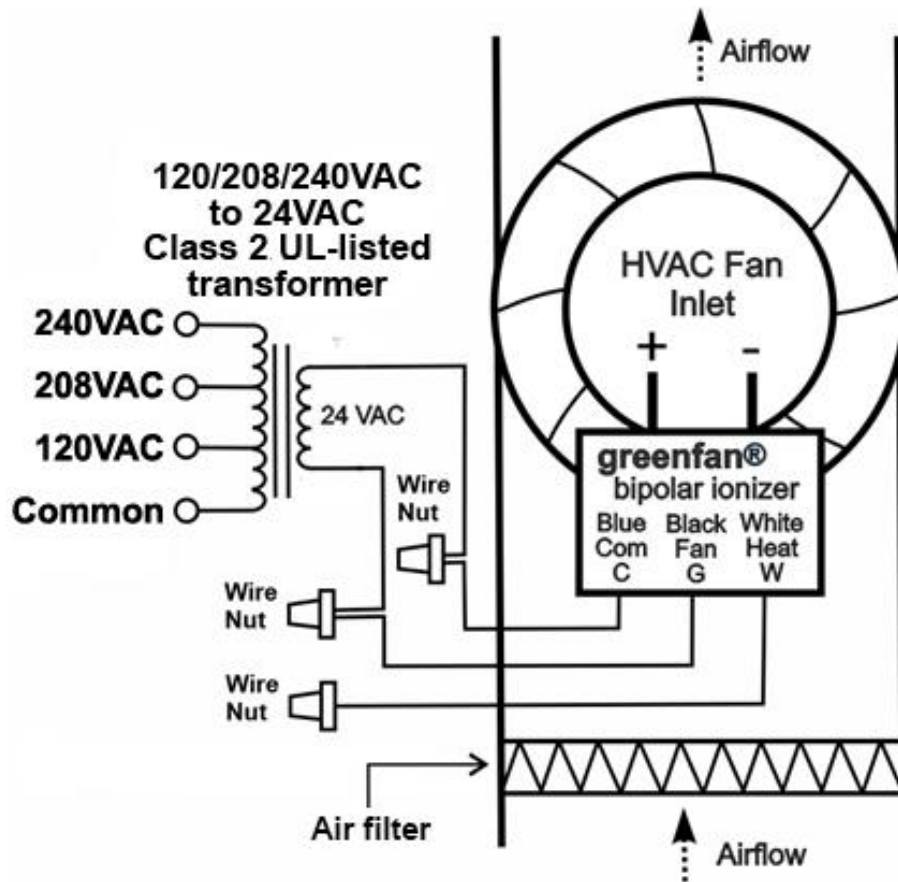 Airflow
120/208/240VAC
to 24VAC
Class 2 UL-listed
transformer
HVAC Fan
Inlet
+ -
240VAC
208VAC
120VAC
Common
24 VAC
Wire
Nut
greenfan®
bipolar ionizer
Blue Black White
Com Fan Heat
C G W
Wire
Nut
Wire
Nut
Air filter
Airflow